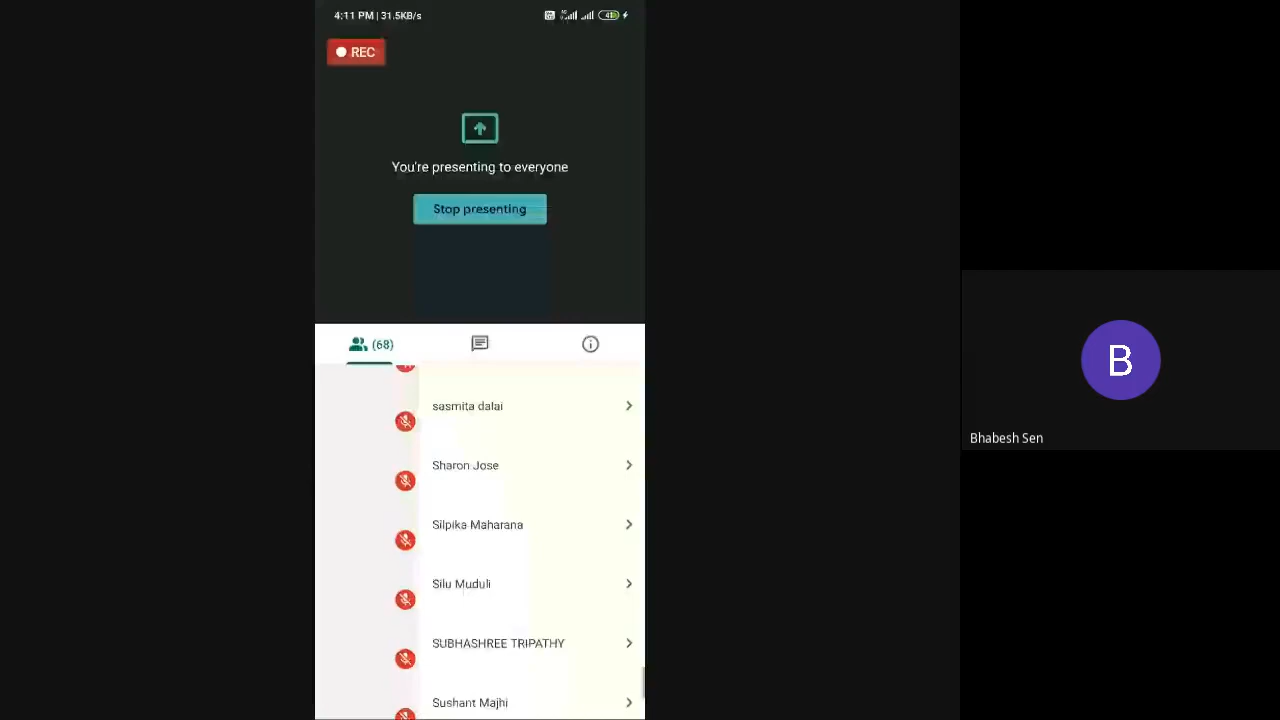 4:11 PM | 31.5KB/s
REC
You're presenting to everyone
Stop presenting
(68)
sasmita dalai
Sharon Jose
Silpika Maharana
Silu Muduli
SUBHASHREE TRIPATHY
Sushant Majhi
B
Bhabesh Sen